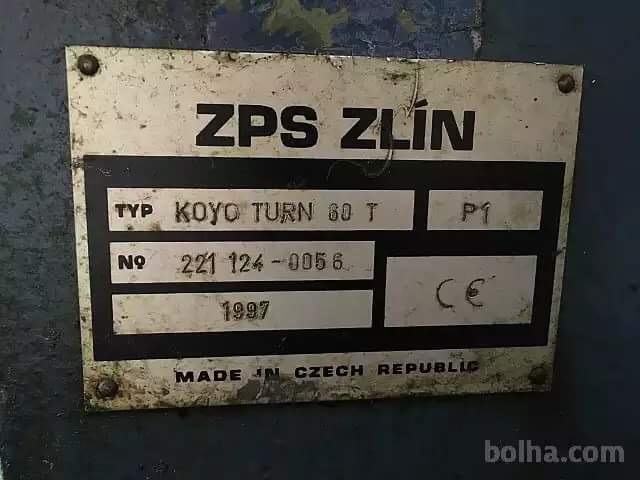 ZPS ZLÍN
TYP KOYO TURN 60 T P1
Nº 221 124-0056
CE
1997
MADE IN CZECH REPUBLIC
bolha.com